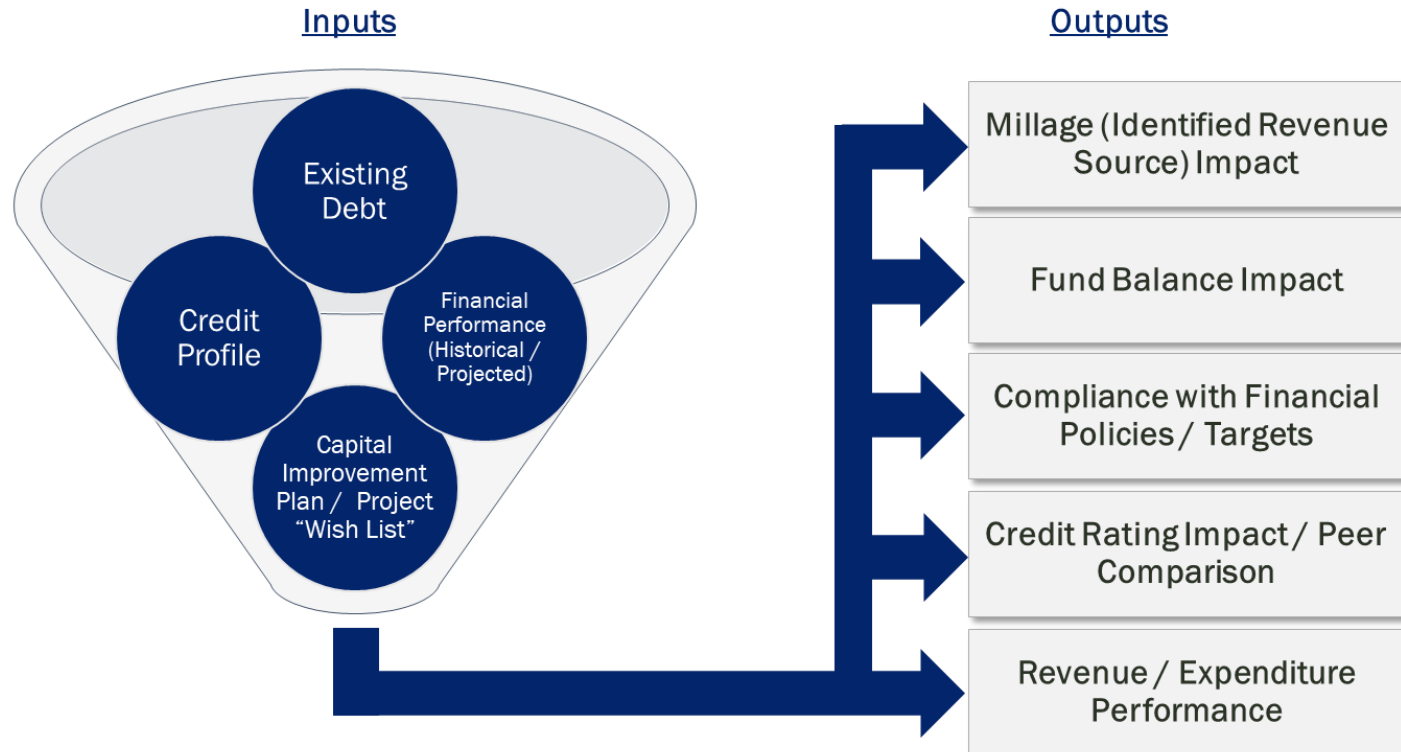 Inputs
Outputs
Existing
Debt
Credit
Profile
Financial
Performance
(Historical /
Projected)
Capital
Improvement
Plan / Project
“Wish List”
Millage (Identified Revenue
Source) Impact
Fund Balance Impact
Compliance with Financial
Policies / Targets
Credit Rating Impact / Peer
Comparison
Revenue / Expenditure
Performance